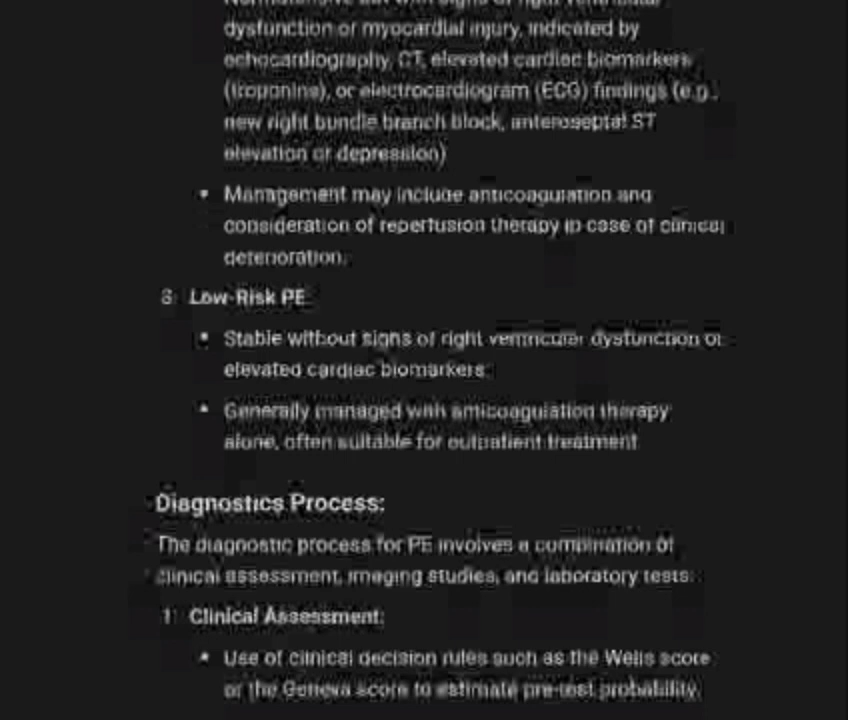 dysfunction or myocardial injury, indicated by
echocardiography, CT, elevated cardiac biomarkers
(troponins), or electrocardiogram (ECG) findings (e.g.,
new right bundle branch block, anteroseptal ST
elevation or depression)
• Management may include anticoagulation and
consideration of reperfusion therapy in case of clinical
deterioration.
3. Low-Risk PE:
• Stable without signs of right ventricular dysfunction or
elevated cardiac biomarkers.
• Generally managed with anticoagulation therapy
alone, often suitable for outpatient treatment.
Diagnostics Process:
The diagnostic process for PE involves a combination of
clinical assessment, imaging studies, and laboratory tests.
1. Clinical Assessment:
• Use of clinical decision rules such as the Wells score
or the Geneva score to estimate pre-test probability.